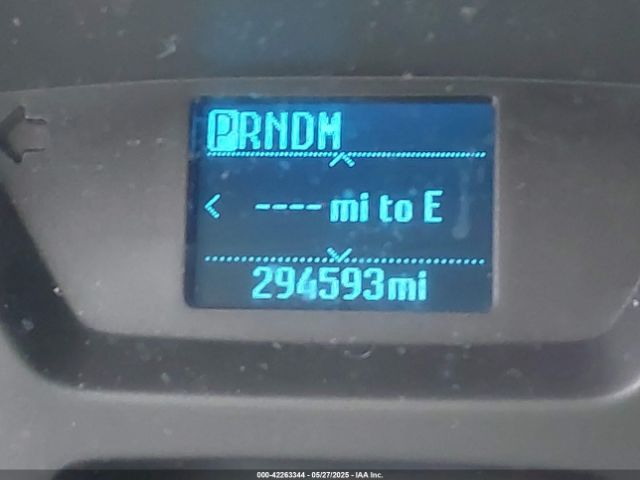 PRNDM
< ---- mi to E
294593mi
000-42263344 - 05/27/2025 - IAA Inc.